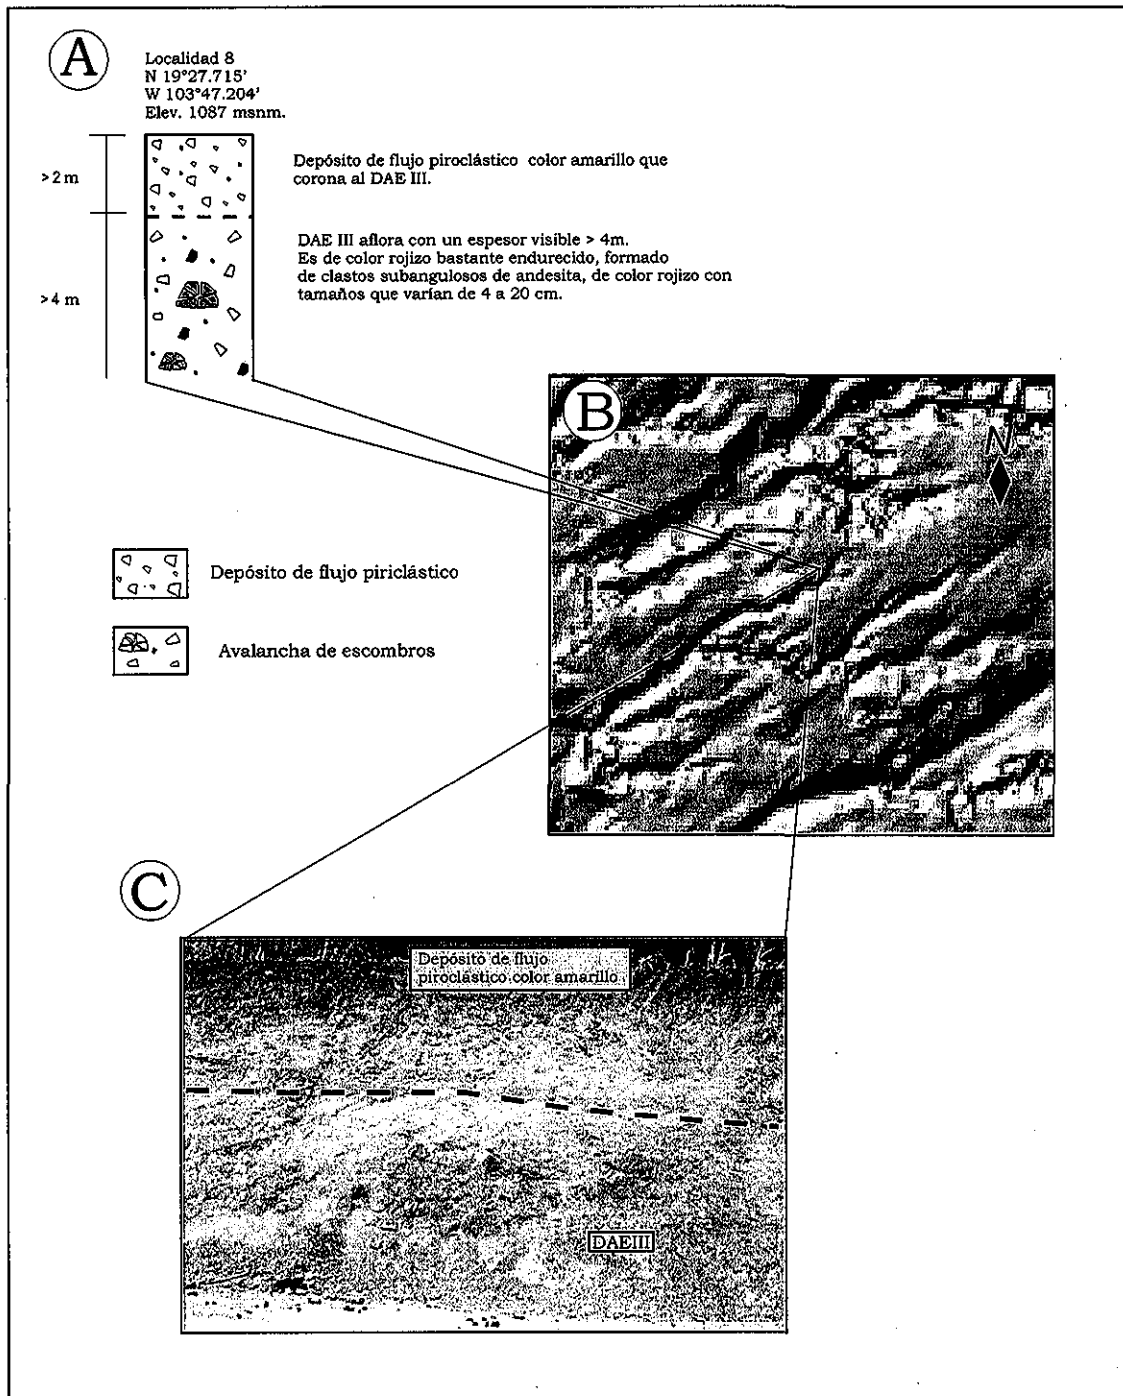 A
Localidad 8
N 19°27.715'
W 103°47.204'
Elev. 1087 msnm.
>2 m
Depósito de flujo piroclástico color amarillo que
corona al DAE III.
>4 m
DAE III aflora con un espesor visible > 4m.
Es de color rojizo bastante endurecido, formado
de clastos subangulosos de andesita, de color rojizo con
tamaños que varían de 4 a 20 cm.
B
N
Depósito de flujo piriclástico
Avalancha de escombros
C
Depósito de flujo
piroclástico color amarillo
DAEIII